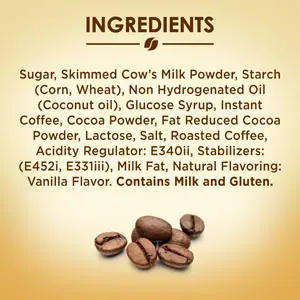 INGREDIENTS
Sugar, Skimmed Cow's Milk Powder, Starch
(Corn, Wheat), Non Hydrogenated Oil
(Coconut oil), Glucose Syrup, Instant
Coffee, Cocoa Powder, Fat Reduced Cocoa
Powder, Lactose, Salt, Roasted Coffee,
Acidity Regulator: E340ii, Stabilizers:
(E452i, E331iii), Milk Fat, Natural Flavoring:
Vanilla Flavor. Contains Milk and Gluten.